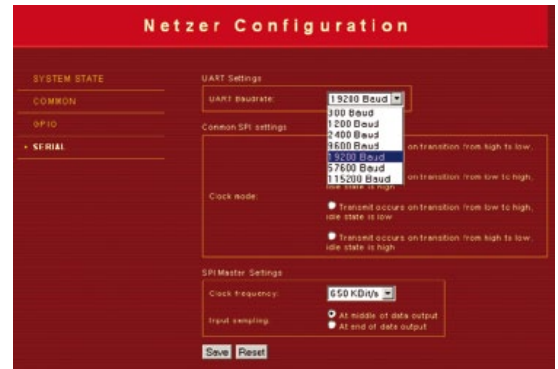 Netzer Configuration
SYSTEM STATE
COMMON
GPIO
• SERIAL
UART Settings
UART Baudrate:
19200 Baud
300 Baud
1200 Baud
2400 Baud
9600 Baud
19200 Baud
57600 Baud
115200 Baud
Common SPI settings
Clock mode:
on transition from high to low,
on transition from low to high,
idle state is high
Transmit occurs on transition from low to high,
idle state is low
Transmit occurs on transition from high to low,
idle state is high
SPI Master Settings
Clock frequency:
650 KBit/s
Input sampling:
At middle of data output
At end of data output
Save Reset